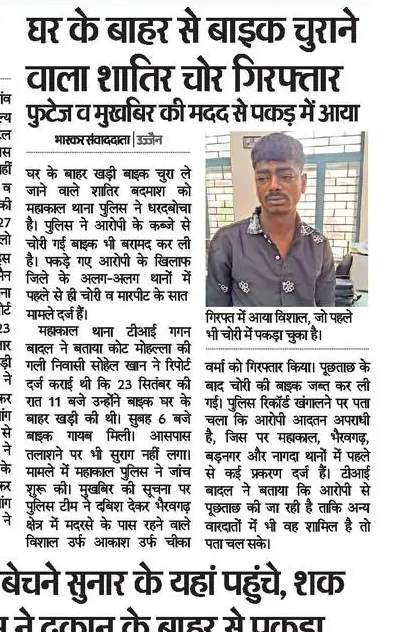 घर के बाहर से बाइक चुराने
वाला शातिर चोर गिरफ्तार
फुटेज व मुखबिर की मदद से पकड़ में आया
भास्कर संवाददाता | उज्जैन
घर के बाहर खड़ी बाइक चुरा ले
जाने वाले शातिर बदमाश को
महाकाल थाना पुलिस ने धरदबोचा
है। पुलिस ने आरोपी के कब्जे से
चोरी गई बाइक भी बरामद कर ली
है। पकड़े गए आरोपी के खिलाफ
जिले के अलग-अलग थानों में
पहले से ही चोरी व मारपीट के सात
मामले दर्ज हैं।
महाकाल थाना टीआई गगन
बादल ने बताया कोट मोहल्ला की
गली निवासी सोहेल खान ने रिपोर्ट
दर्ज कराई थी कि 23 सितंबर की
रात 11 बजे उन्होंने बाइक घर के
बाहर खड़ी की थी। सुबह 6 बजे
बाइक गायब मिली। आसपास
तलाशने पर भी सुराग नहीं लगा।
मामले में महाकाल पुलिस ने जांच
शुरू की। मुखबिर की सूचना पर
पुलिस टीम ने दबिश देकर भैरवगढ़
क्षेत्र में मदरसे के पास रहने वाले
विशाल उर्फ आकाश उर्फ चीका
गिरफ्त में आया विशाल, जो पहले
भी चोरी में पकड़ा चुका है।
वर्मा को गिरफ्तार किया। पूछताछ के
बाद चोरी की बाइक जब्त कर ली
गई। पुलिस रिकॉर्ड खंगालने पर पता
चला कि आरोपी आदतन अपराधी
है, जिस पर महाकाल, भैरवगढ़,
बड़नगर और नागदा थानों में पहले
से कई प्रकरण दर्ज हैं। टीआई
बादल ने बताया कि आरोपी से
पूछताछ की जा रही है ताकि अन्य
वारदातों में भी वह शामिल है तो
पता चल सके।
बेचने सुनार के यहां पहुंचे, शक
ने दुकान के बाहर से पकड़ा